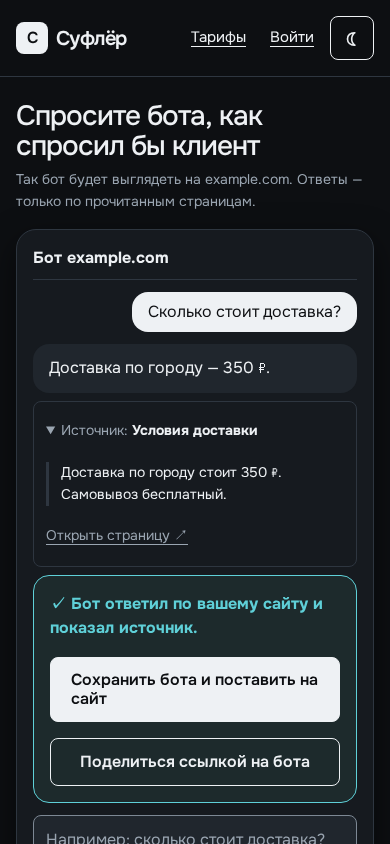 С Суфлёр Тарифы Войти
Спросите бота, как
спросил бы клиент
Так бот будет выглядеть на example.com. Ответы —
только по прочитанным страницам.
Бот example.com
Сколько стоит доставка?
Доставка по городу — 350 ₽.
▼ Источник: Условия доставки
Доставка по городу стоит 350 ₽.
Самовывоз бесплатный.
Открыть страницу ↗
✓ Бот ответил по вашему сайту и
показал источник.
Сохранить бота и поставить на
сайт
Поделиться ссылкой на бота
Например: сколько стоит доставка?